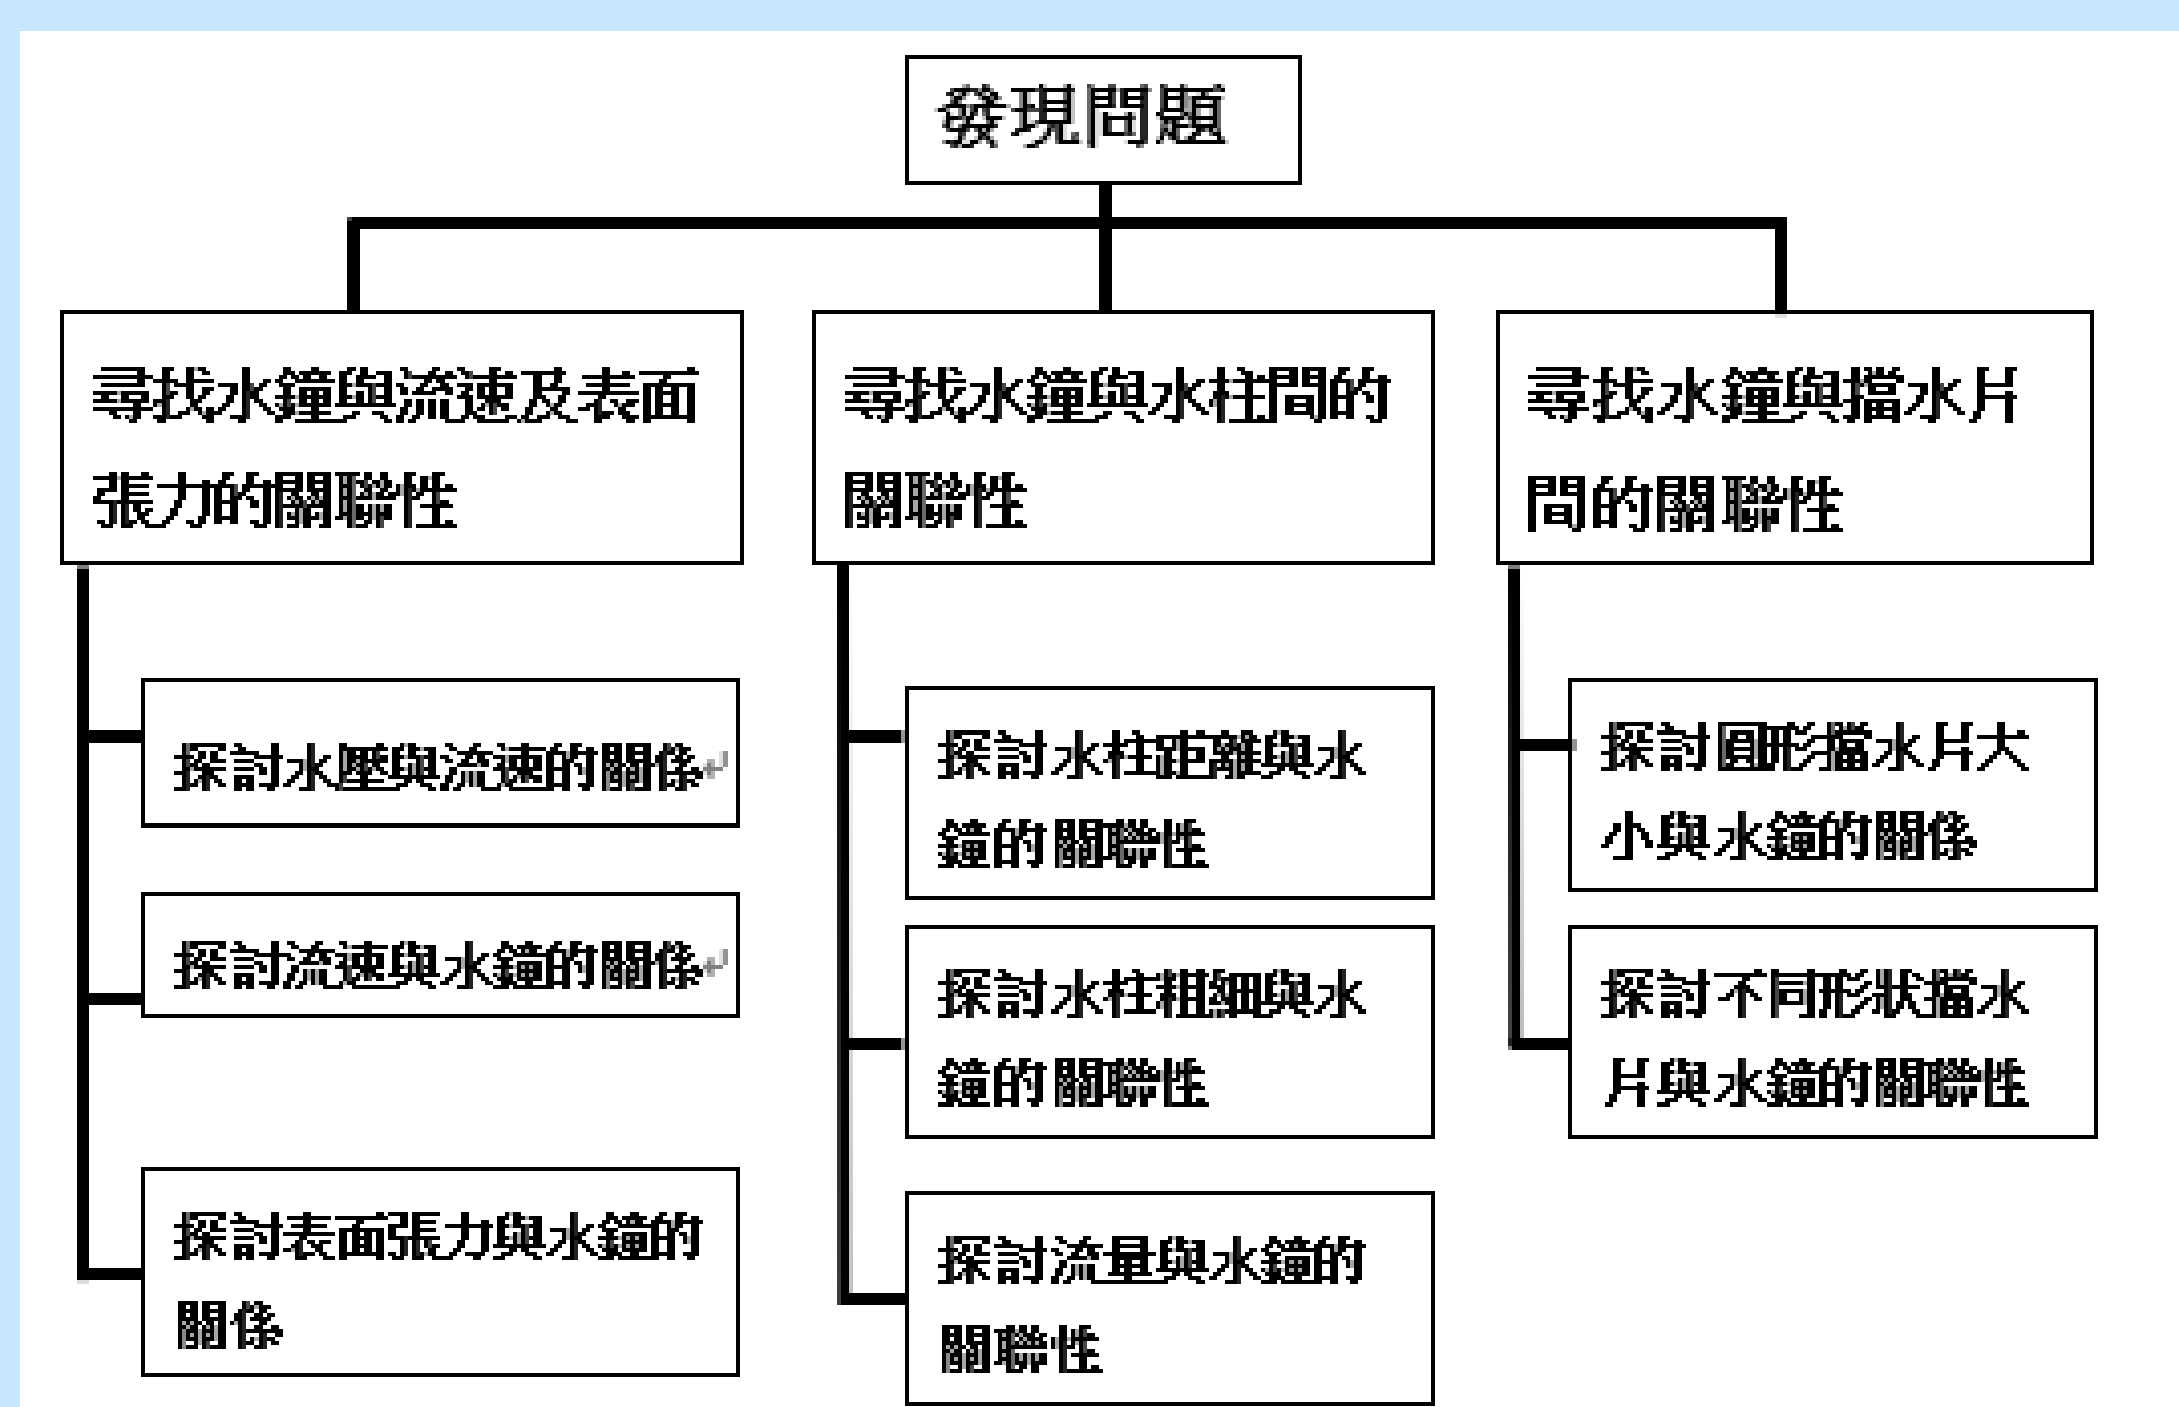 發現問題
尋找水鐘與流速及表面
張力的關聯性
探討水壓與流速的關係
探討流速與水鐘的關係
探討表面張力與水鐘的
關係
尋找水鐘與水柱間的
關聯性
探討水柱距離與水
鐘的關聯性
探討水柱粗細與水
鐘的關聯性
探討流量與水鐘的
關聯性
尋找水鐘與擋水片
間的關聯性
探討圓形擋水片大
小與水鐘的關係
探討不同形狀擋水
片與水鐘的關聯性